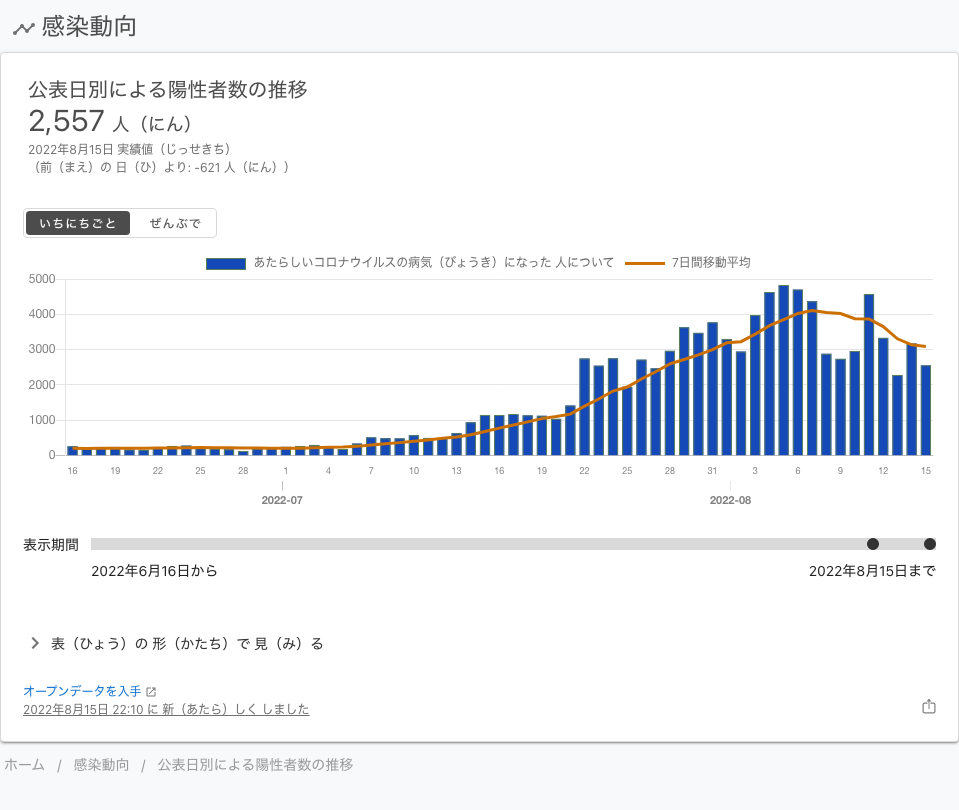 感染動向
公表日別による陽性者数の推移
2,557 人（にん）
2022年8月15日 実績値（じっせきち）
（前（まえ）の 日（ひ）より: -621 人（にん））
いちにちごと ぜんぶで
あたらしいコロナウイルスの病気（びょうき）になった 人について 7日間移動平均
5000
4000
3000
2000
1000
0
16 19 22 25 28 1 4 7 10 13 16 19 22 25 28 31 3 6 9 12 15
2022-07 2022-08
表示期間
2022年6月16日から 2022年8月15日まで
表（ひょう）の 形（かたち）で 見（み）る
オープンデータを入手
2022年8月15日 22:10 に 新（あたら）しく しました
ホーム / 感染動向 / 公表日別による陽性者数の推移